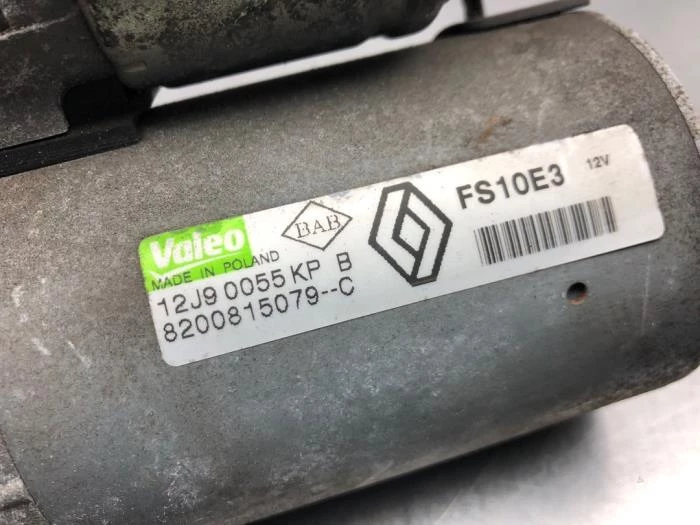 Valeo
MADE IN POLAND
BAB
FS10E3
12V
12J9 0055 KP B
8200815079--C